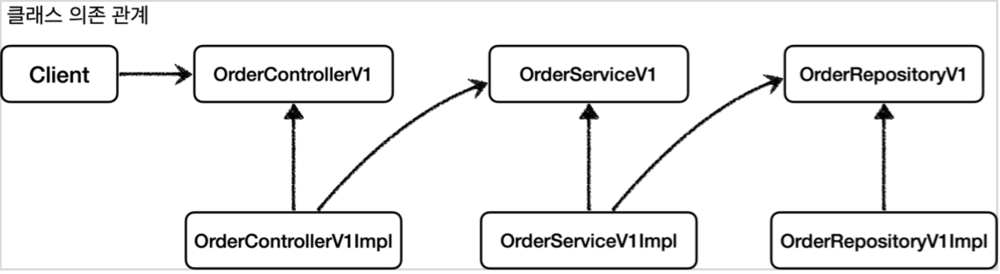 클래스 의존 관계
Client
OrderControllerV1
OrderServiceV1
OrderRepositoryV1
OrderControllerV1Impl
OrderServiceV1Impl
OrderRepositoryV1Impl